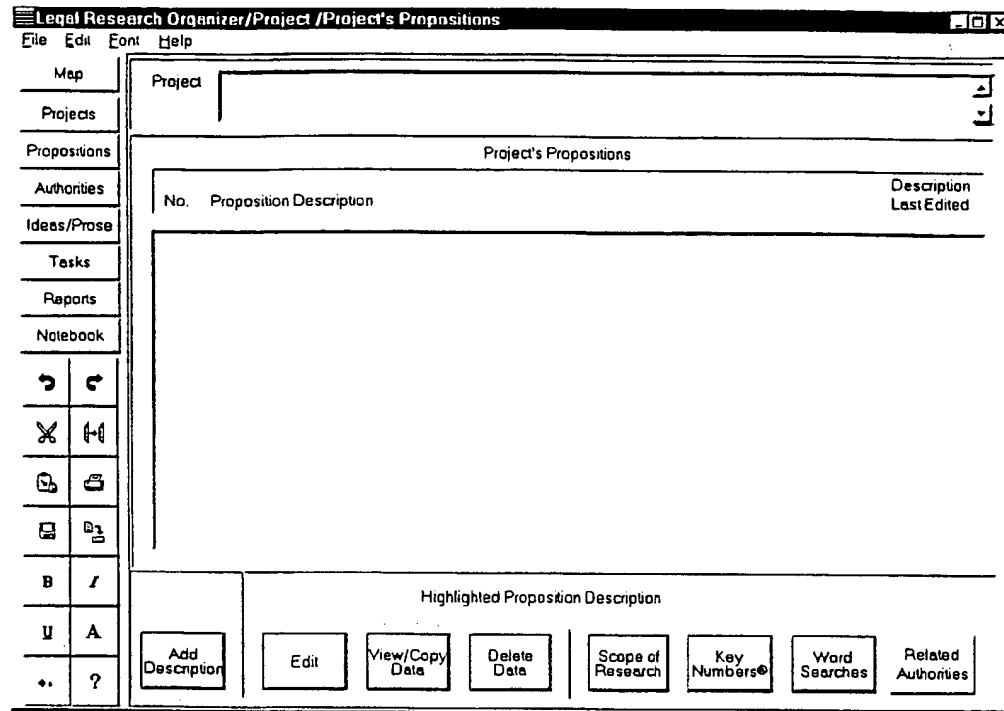 Legal Research Organizer/Project /Project's Propositions
File Edit Font Help
Map
Projects
Propositions
Authorities
Ideas/Prose
Tasks
Reports
Notebook
B I
U A
?
Project
Project's Propositions
No. Proposition Description
Description
Last Edited
Highlighted Proposition Description
Add
Description
Edit
View/Copy
Data
Delete
Data
Scope of
Research
Key
Numbers®
Word
Searches
Related
Authorities